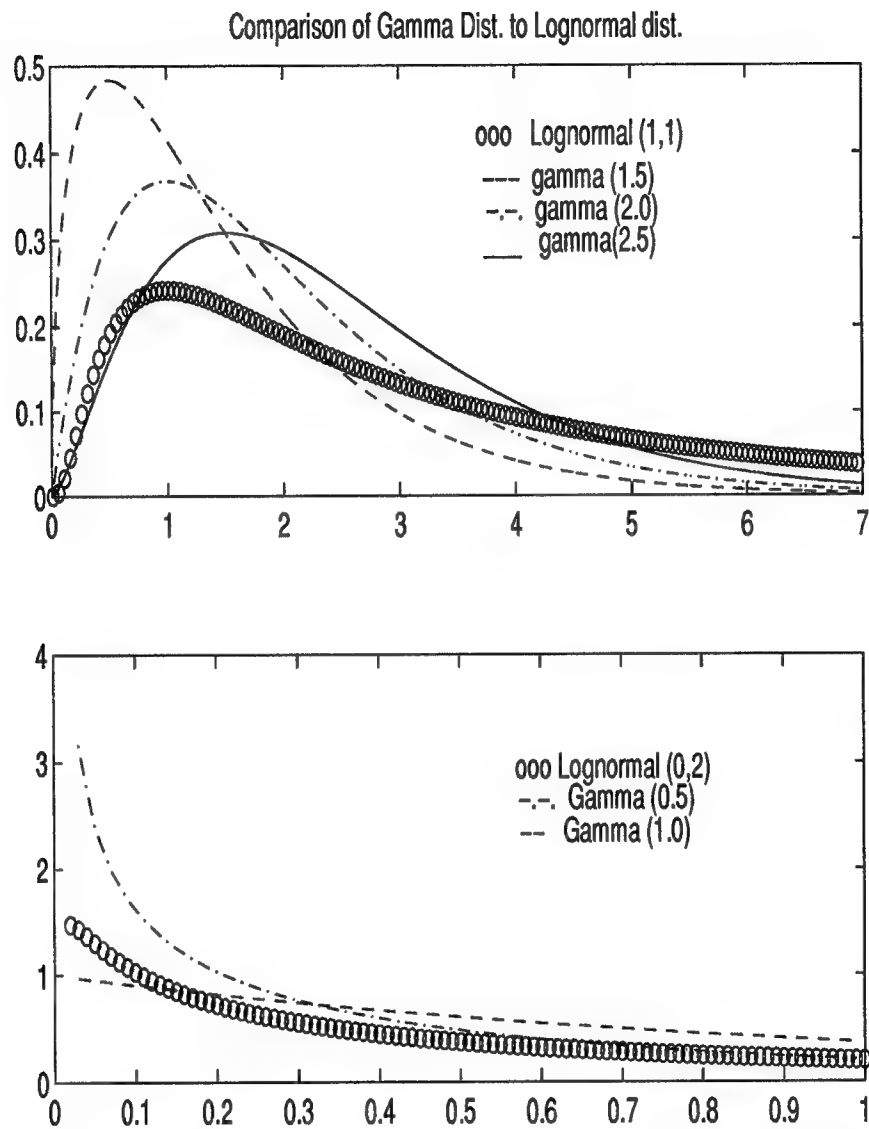 Comparison of Gamma Dist. to Lognormal dist.
0.5
0.4
0.3
0.2
0.1
0
ooo Lognormal (1,1)
gamma (1.5)
gamma (2.0)
gamma(2.5)
0 1 2 3 4 5 6 7
4
3
2
1
0
ooo Lognormal (0,2)
Gamma (0.5)
Gamma (1.0)
0 0.1 0.2 0.3 0.4 0.5 0.6 0.7 0.8 0.9 1